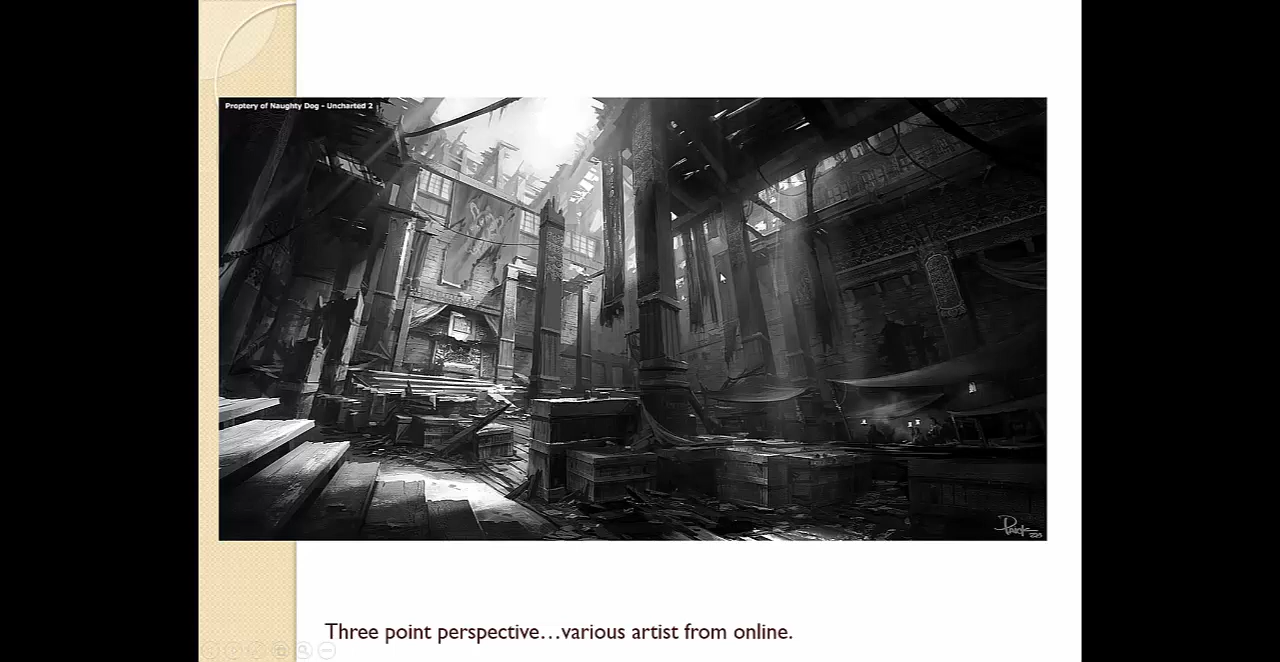 Proptery of Naughty Dog - Uncharted 2
Three point perspective...various artist from online.